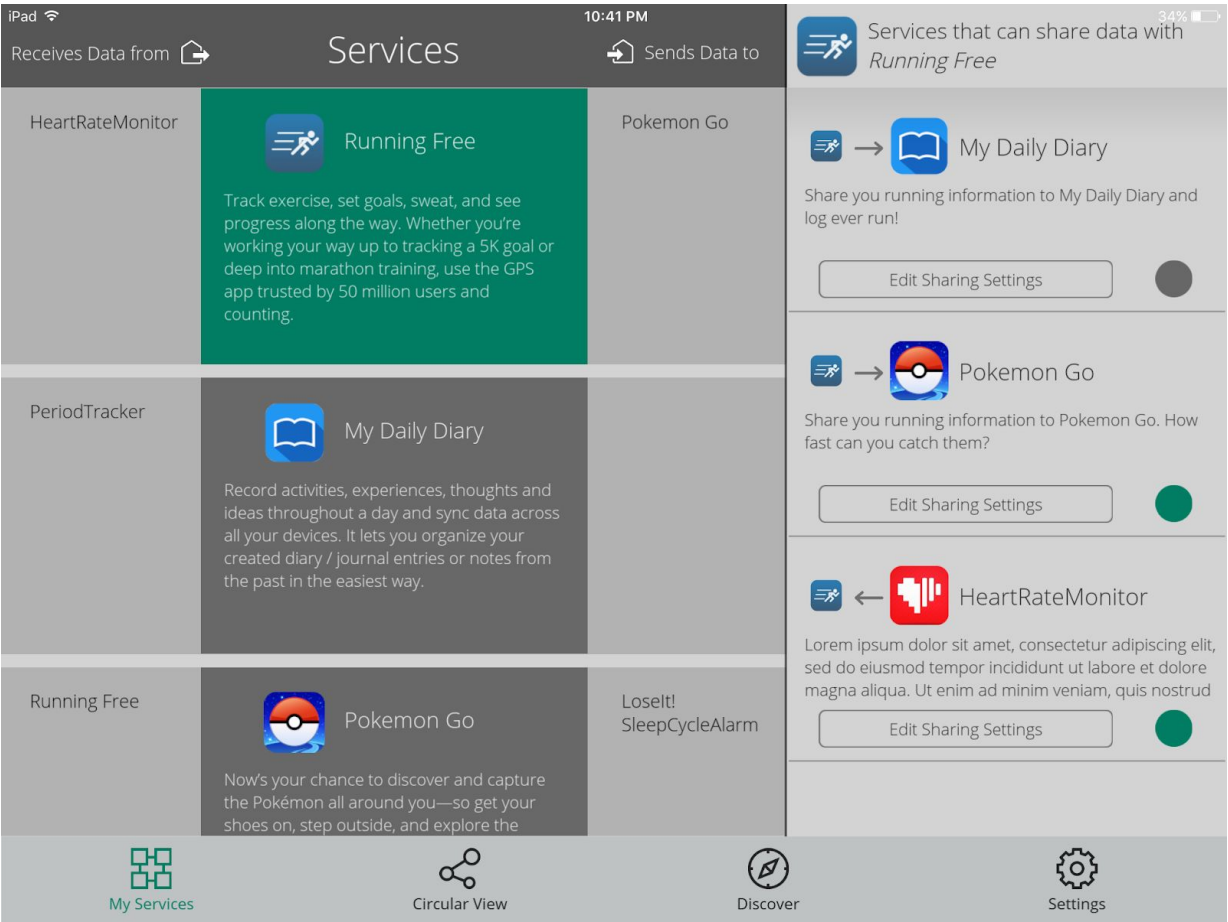 iPad
10:41 PM
34%
Receives Data from
Services
Sends Data to
HeartRateMonitor
Running Free
Track exercise, set goals, sweat, and see
progress along the way. Whether you're
working your way up to tracking a 5K goal or
deep into marathon training, use the GPS
app trusted by 50 million users and
counting.
Pokemon Go
PeriodTracker
My Daily Diary
Record activities, experiences, thoughts and
ideas throughout a day and sync data across
all your devices. It lets you organize your
created diary / journal entries or notes from
the past in the easiest way.
Running Free
Pokemon Go
Now's your chance to discover and capture
the Pokémon all around you—so get your
shoes on, step outside, and explore the
LoseIt!
SleepCycleAlarm
Services that can share data with
Running Free
My Daily Diary
Share you running information to My Daily Diary and
log ever run!
Edit Sharing Settings
Pokemon Go
Share you running information to Pokemon Go. How
fast can you catch them?
Edit Sharing Settings
HeartRateMonitor
Lorem ipsum dolor sit amet, consectetur adipiscing elit,
sed do eiusmod tempor incididunt ut labore et dolore
magna aliqua. Ut enim ad minim veniam, quis nostrud
Edit Sharing Settings
My Services
Circular View
Discover
Settings